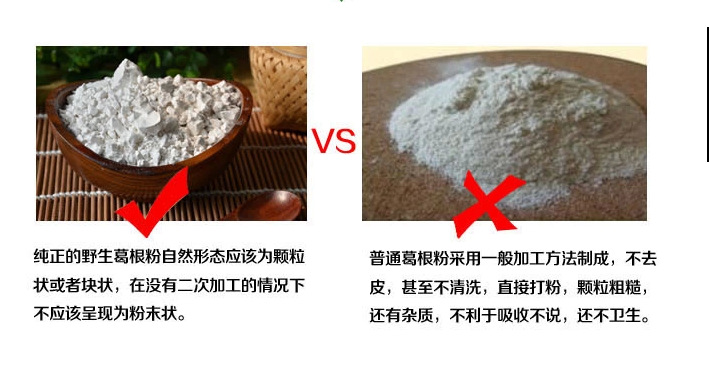 VS
纯正的野生葛根粉自然形态应该为颗粒
状或者块状，在没有二次加工的情况下
不应该呈现为粉末状。
普通葛根粉采用一般加工方法制成，不去
皮，甚至不清洗，直接打粉，颗粒粗糙，
还有杂质，不利于吸收不说，还不卫生。